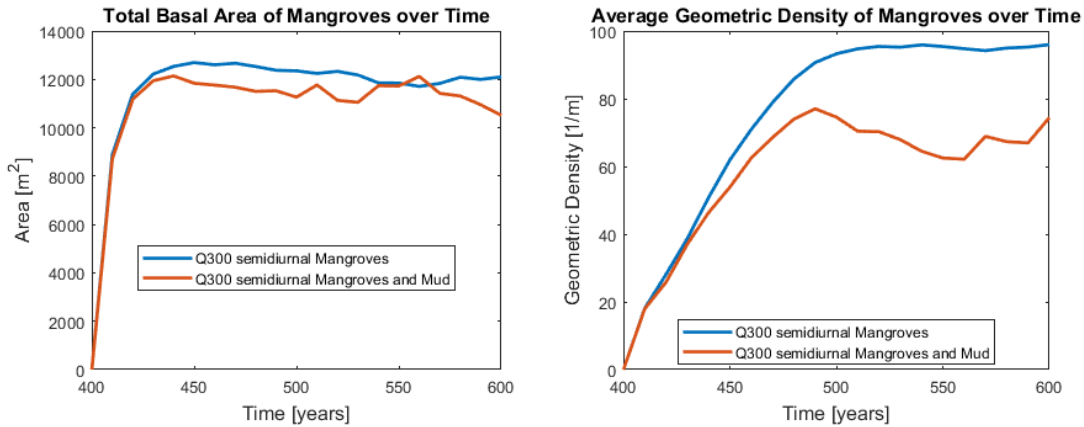 Total Basal Area of Mangroves over Time
14000
12000
10000
8000
6000
4000
2000
0
Area [m²]
Q300 semidiurnal Mangroves
Q300 semidiurnal Mangroves and Mud
400
450
500
550
600
Time [years]
Average Geometric Density of Mangroves over Time
100
80
60
40
20
0
Geometric Density [1/m]
Q300 semidiurnal Mangroves
Q300 semidiurnal Mangroves and Mud
400
450
500
550
600
Time [years]